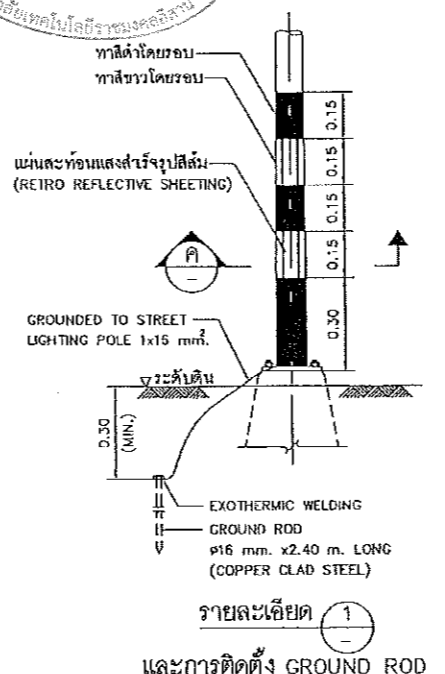 ทาสีดำโดยรอบ
ทาสีขาวโดยรอบ
แผ่นสะท้อนแสงสำเร็จรูปสีส้ม
(RETRO REFLECTIVE SHEETING)
0.15
0.15
0.15
0.15
0.30
ค
GROUNDED TO STREET
LIGHTING POLE 1x15 mm².
ระดับดิน
0.30
(MIN.)
EXOTHERMIC WELDING
GROUND ROD
ø16 mm. x2.40 m. LONG
(COPPER CLAD STEEL)
รายละเอียด 1
และการติดตั้ง GROUND ROD